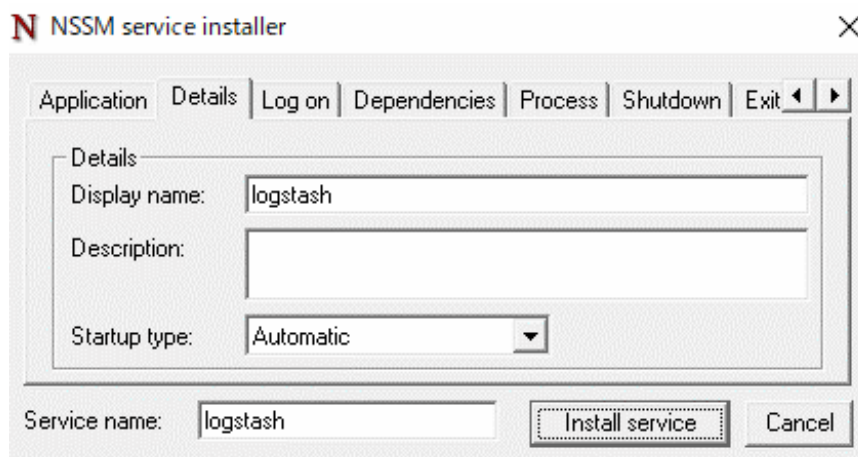 N NSSM service installer
Application Details Log on Dependencies Process Shutdown Exit
Details
Display name: logstash
Description:
Startup type: Automatic
Service name: logstash Install service Cancel